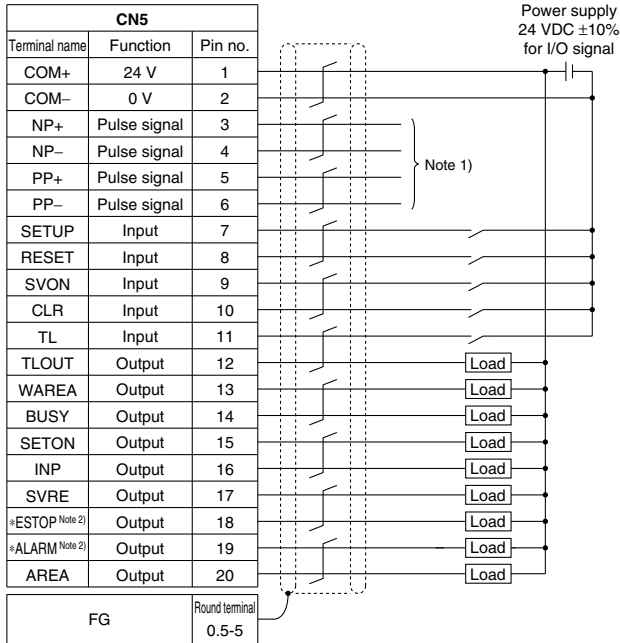 Power supply
24 VDC ±10%
for I/O signal
CN5
Terminal name Function Pin no.
COM+ 24 V 1
COM− 0 V 2
NP+ Pulse signal 3
NP− Pulse signal 4
PP+ Pulse signal 5
PP− Pulse signal 6
Note 1)
SETUP Input 7
RESET Input 8
SVON Input 9
CLR Input 10
TL Input 11
TLOUT Output 12 Load
WAREA Output 13 Load
BUSY Output 14 Load
SETON Output 15 Load
INP Output 16 Load
SVRE Output 17 Load
*ESTOP Note 2) Output 18 Load
*ALARM Note 2) Output 19 Load
AREA Output 20 Load
FG Round terminal
0.5-5